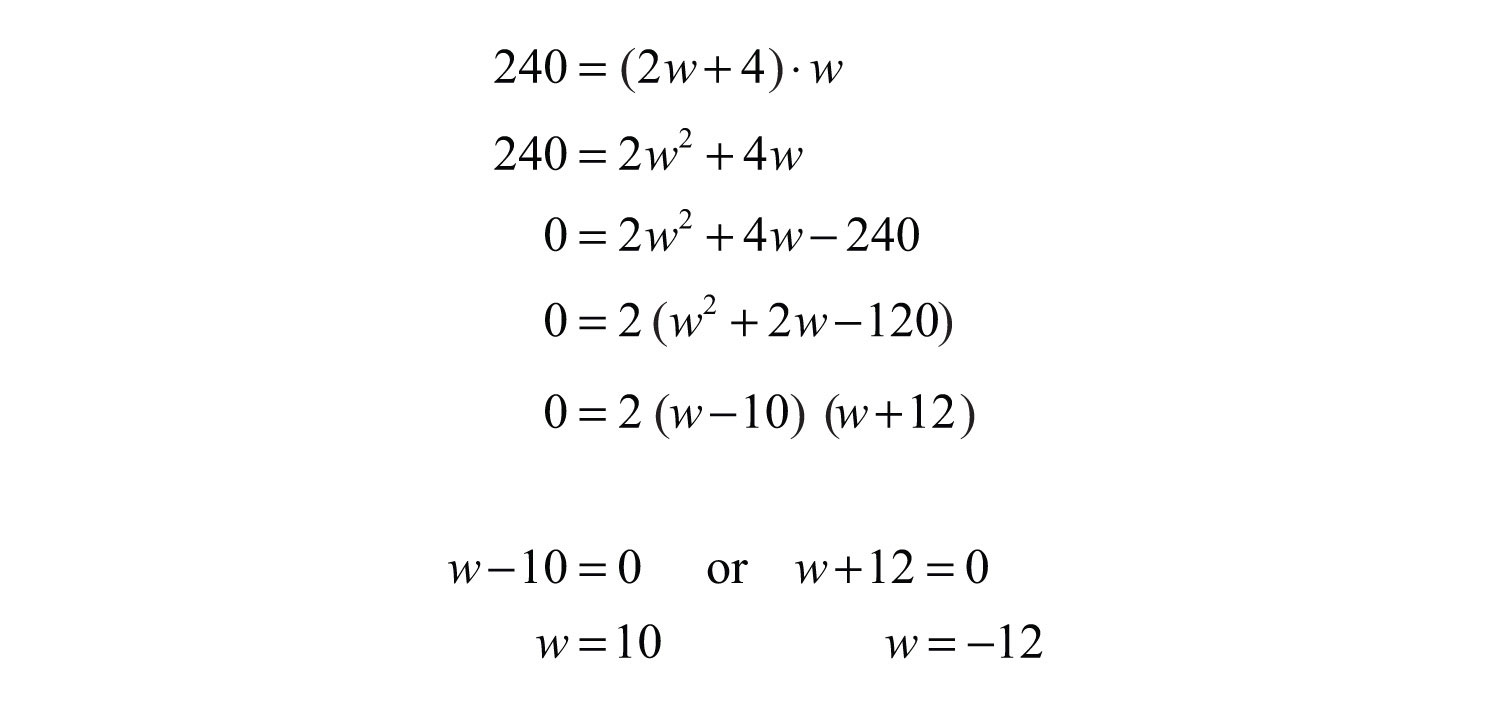 240 = (2w + 4) · w
240 = 2w² + 4w
0 = 2w² + 4w − 240
0 = 2 (w² + 2w − 120)
0 = 2 (w − 10) (w + 12)
w − 10 = 0 or w + 12 = 0
w = 10 w = −12